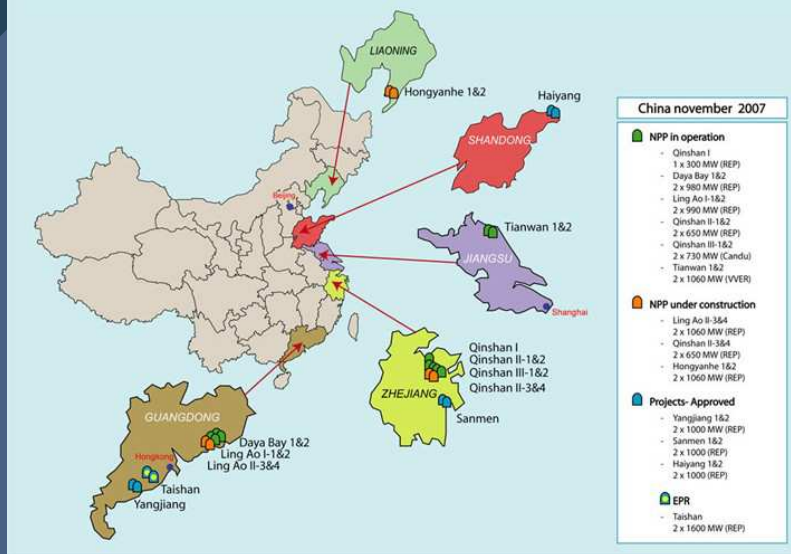 LIAONING
Hongyanhe 1&2
Haiyang
SHANDONG
Beijing
Tianwan 1&2
JIANGSU
Shanghai
Qinshan I
Qinshan II-1&2
Qinshan III-1&2
Qinshan II-3&4
ZHEJIANG
Sanmen
GUANGDONG
Daya Bay 1&2
Ling Ao I-1&2
Ling Ao II-3&4
Hongkong
Taishan
Yangjiang
China november 2007
NPP in operation
- Qinshan I
1 x 300 MW (REP)
- Daya Bay 1&2
2 x 980 MW (REP)
- Ling Ao I-1&2
2 x 990 MW (REP)
- Qinshan II-1&2
2 x 650 MW (REP)
- Qinshan III-1&2
2 x 730 MW (Candu)
- Tianwan 1&2
2 x 1060 MW (VVER)
NPP under construction
- Ling Ao II-3&4
2 x 1060 MW (REP)
- Qinshan II-3&4
2 x 650 MW (REP)
- Hongyanhe 1&2
2 x 1060 MW (REP)
Projects- Approved
- Yangjiang 1&2
2 x 1000 MW (REP)
- Sanmen 1&2
2 x 1000 (REP)
- Haiyang 1&2
2 x 1000 (REP)
EPR
- Taishan
2 x 1600 MW (REP)